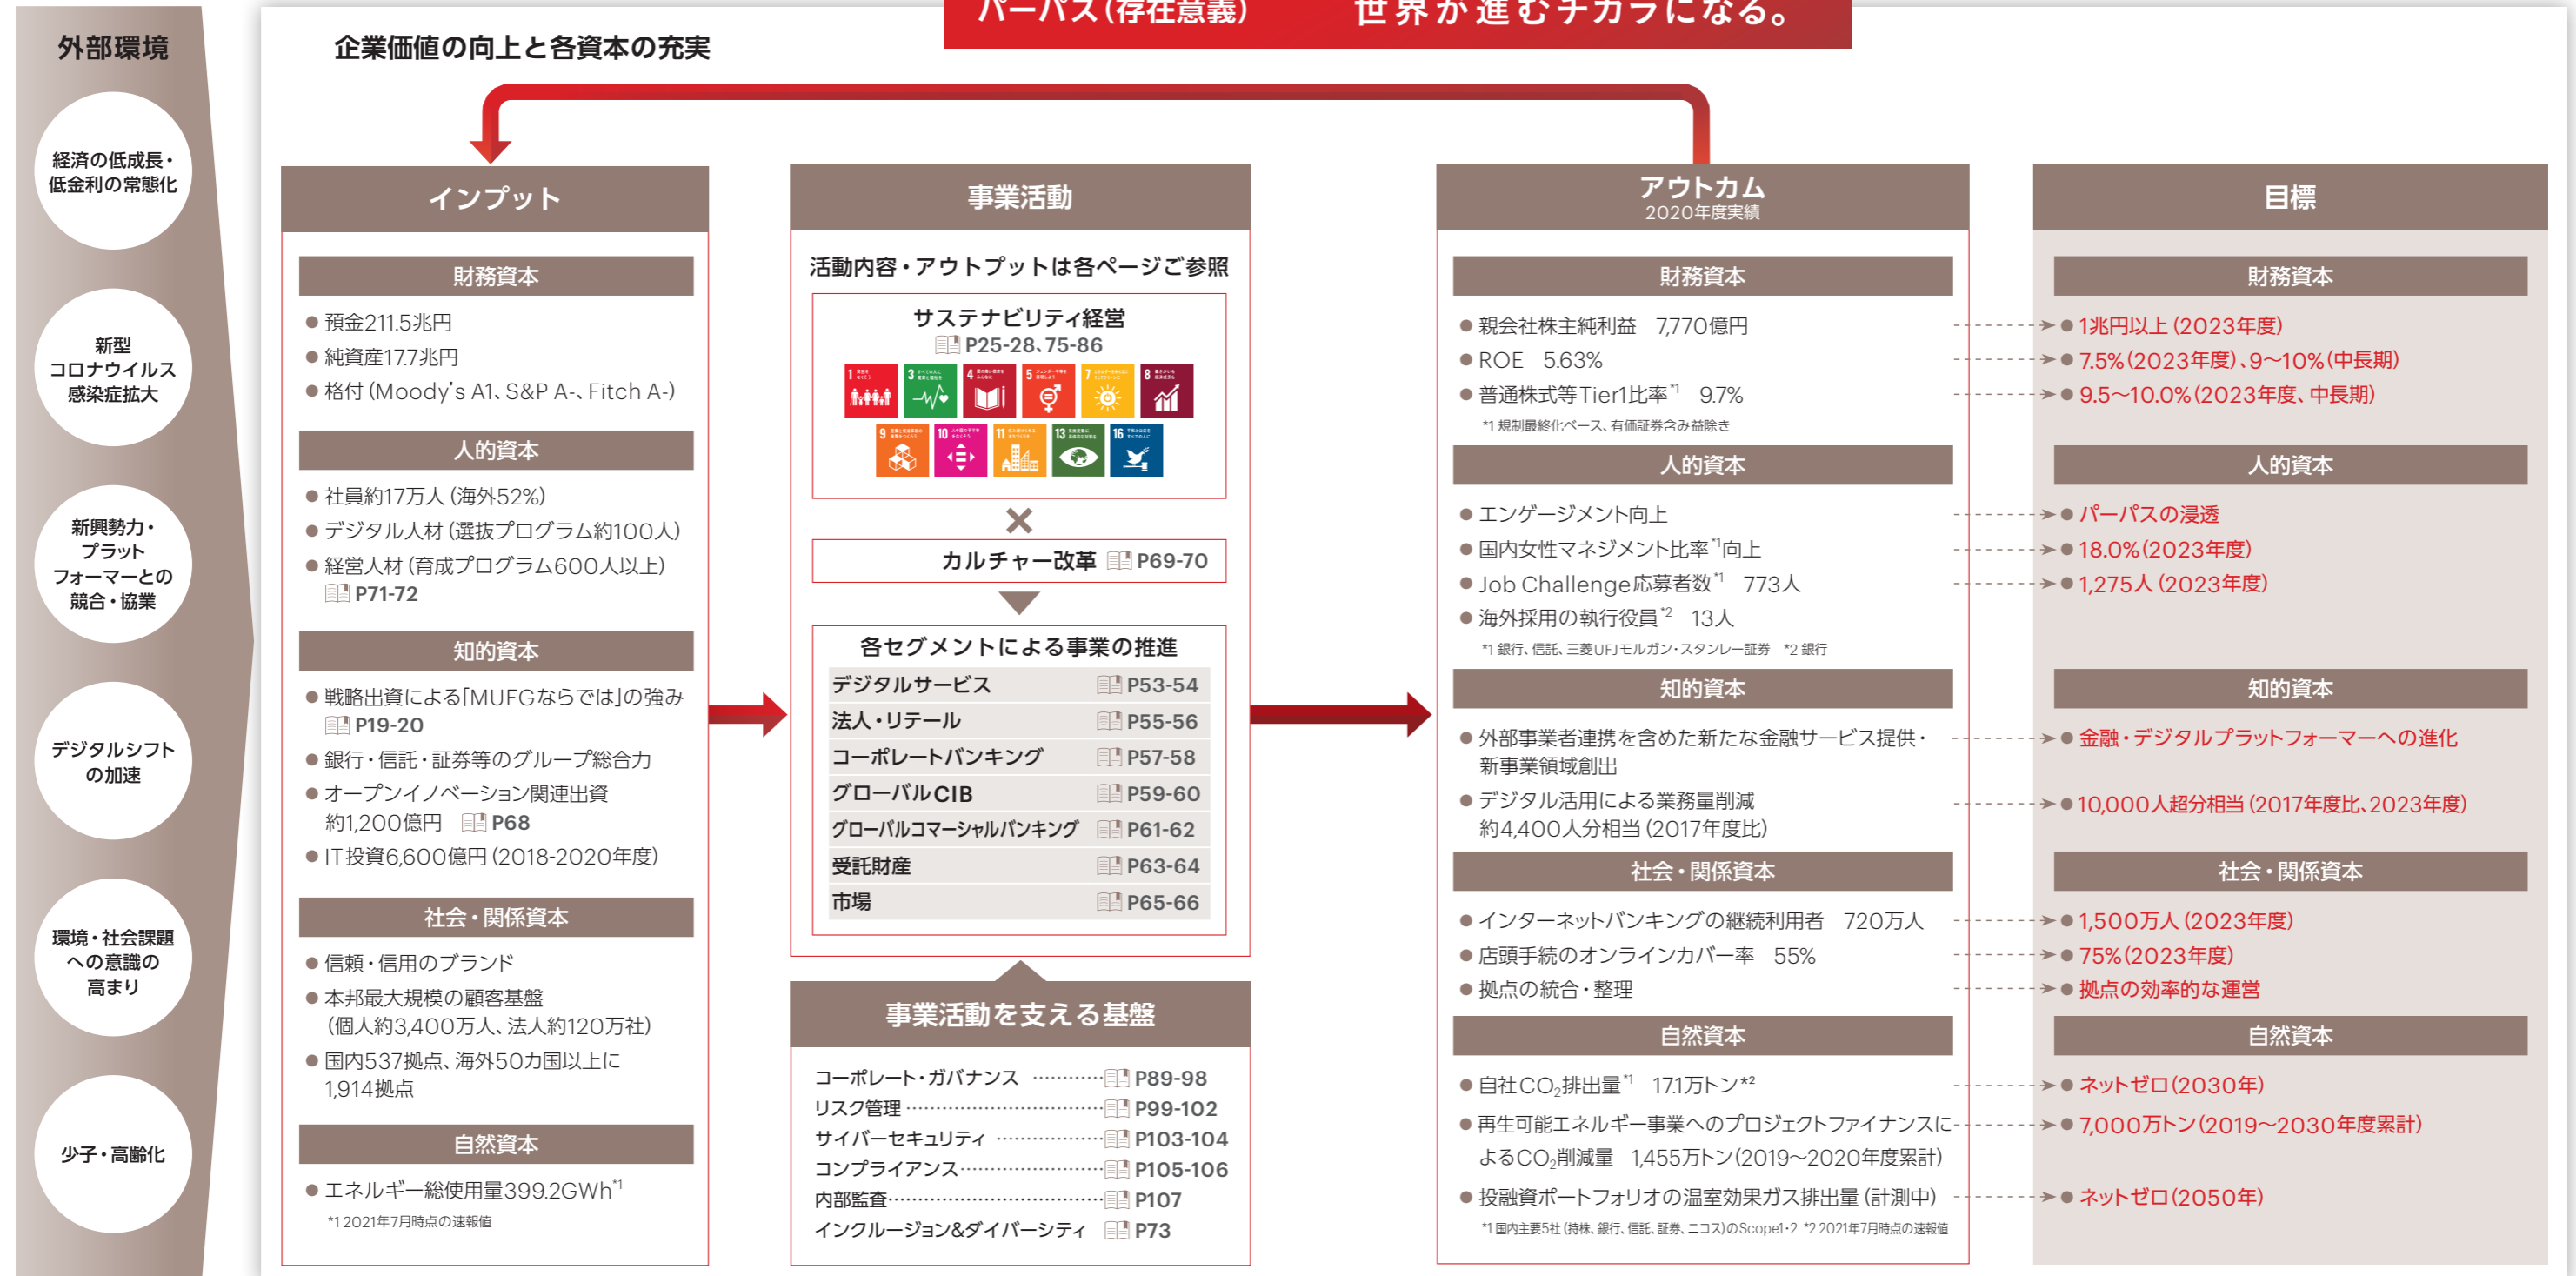 パーパス（存在意義）　世界が進むチカラになる。
外部環境
経済の低成長・
低金利の常態化
新型
コロナウイルス
感染症拡大
新興勢力・
プラット
フォーマーとの
競合・協業
デジタルシフト
の加速
環境・社会課題
への意識の
高まり
少子・高齢化
企業価値の向上と各資本の充実
インプット
財務資本
● 預金211.5兆円
● 純資産17.7兆円
● 格付（Moody's A1、S&P A-、Fitch A-）
人的資本
● 社員約17万人（海外52%）
● デジタル人材（選抜プログラム約100人）
● 経営人材（育成プログラム600人以上）
P71-72
知的資本
● 戦略出資による「MUFGならでは」の強み
P19-20
● 銀行・信託・証券等のグループ総合力
● オープンイノベーション関連出資
約1,200億円 P68
● IT投資6,600億円（2018-2020年度）
社会・関係資本
● 信頼・信用のブランド
● 本邦最大規模の顧客基盤
（個人約3,400万人、法人約120万社）
● 国内537拠点、海外50カ国以上に
1,914拠点
自然資本
● エネルギー総使用量399.2GWh*1
*1 2021年7月時点の速報値
事業活動
活動内容・アウトプットは各ページご参照
サステナビリティ経営
P25-28、75-86
1 3 4 5 7 8
9 10 11 13 16
×
カルチャー改革 P69-70
各セグメントによる事業の推進
デジタルサービス P53-54
法人・リテール P55-56
コーポレートバンキング P57-58
グローバルCIB P59-60
グローバルコマーシャルバンキング P61-62
受託財産 P63-64
市場 P65-66
事業活動を支える基盤
コーポレート・ガバナンス ………… P89-98
リスク管理 ………… P99-102
サイバーセキュリティ ………… P103-104
コンプライアンス ………… P105-106
内部監査 ………… P107
インクルージョン&ダイバーシティ P73
アウトカム
2020年度実績
財務資本
● 親会社株主純利益　7,770億円
● ROE　5.63%
● 普通株式等Tier1比率*1　9.7%
*1 規制最終化ベース、有価証券含み益除き
人的資本
● エンゲージメント向上
● 国内女性マネジメント比率*1向上
● Job Challenge応募者数*1　773人
● 海外採用の執行役員*2　13人
*1 銀行、信託、三菱UFJモルガン・スタンレー証券　*2 銀行
知的資本
● 外部事業者連携を含めた新たな金融サービス提供・
新事業領域創出
● デジタル活用による業務量削減
約4,400人分相当（2017年度比）
社会・関係資本
● インターネットバンキングの継続利用者　720万人
● 店頭手続のオンラインカバー率　55%
● 拠点の統合・整理
自然資本
● 自社CO₂排出量*1　17.1万トン*2
● 再生可能エネルギー事業へのプロジェクトファイナンスに
よるCO₂削減量　1,455万トン（2019～2020年度累計）
● 投融資ポートフォリオの温室効果ガス排出量（計測中）
*1 国内主要5社（持株、銀行、信託、証券、ニコス）のScope1・2　*2 2021年7月時点の速報値
目標
財務資本
● 1兆円以上（2023年度）
● 7.5%（2023年度）、9～10%（中長期）
● 9.5～10.0%（2023年度、中長期）
人的資本
● パーパスの浸透
● 18.0%（2023年度）
● 1,275人（2023年度）
知的資本
● 金融・デジタルプラットフォーマーへの進化
● 10,000人超分相当（2017年度比、2023年度）
社会・関係資本
● 1,500万人（2023年度）
● 75%（2023年度）
● 拠点の効率的な運営
自然資本
● ネットゼロ（2030年）
● 7,000万トン（2019～2030年度累計）
● ネットゼロ（2050年）